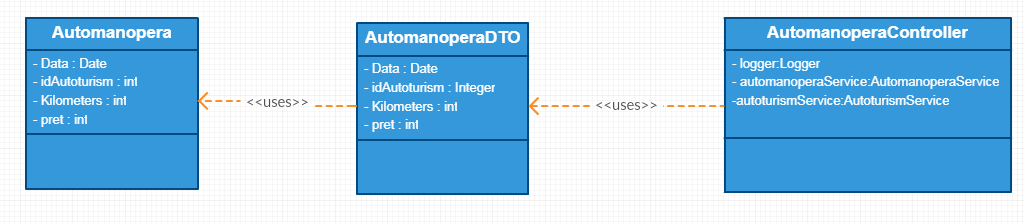 Automanopera
- Data : Date
- idAutoturism : int
- Kilometers : int
- pret : int
<<uses>>
AutomanoperaDTO
- Data : Date
- idAutoturism : Integer
- Kilometers : int
- pret : int
<<uses>>
AutomanoperaController
- logger:Logger
- automanoperaService:AutomanoperaService
-autoturismService:AutoturismService